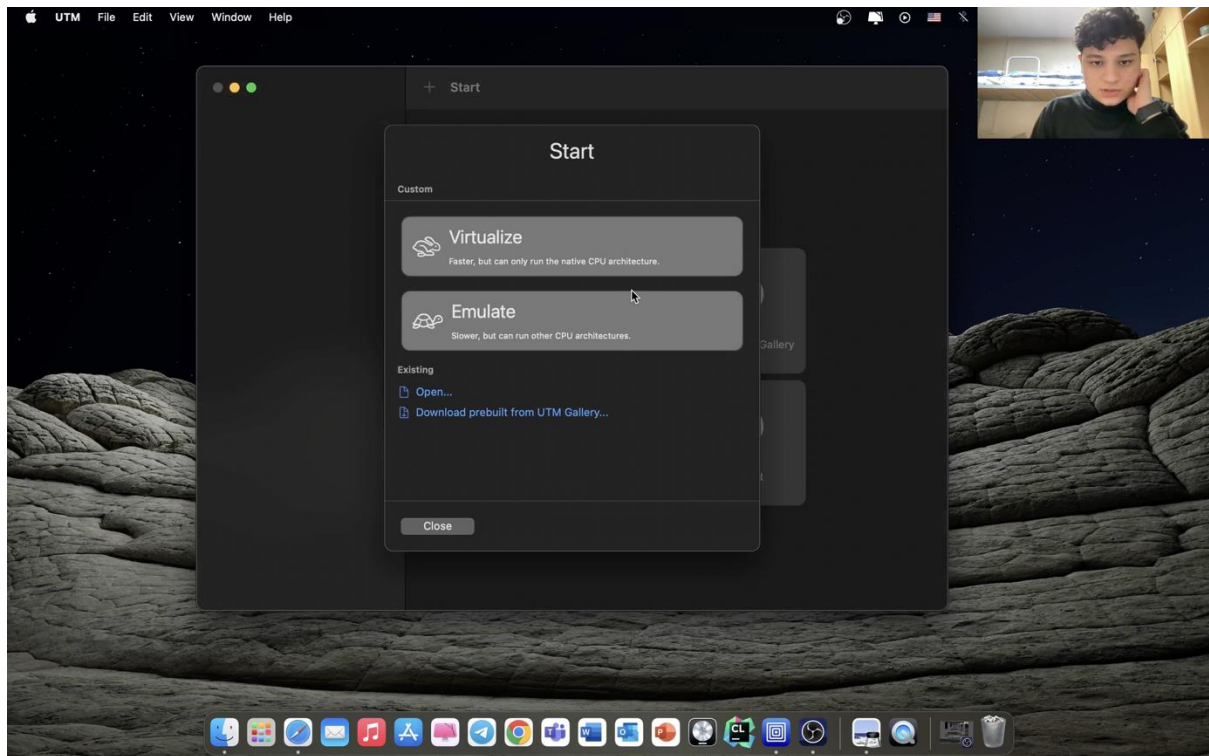 UTM File Edit View Window Help
+ Start
Start
Custom
Virtualize
Faster, but can only run the native CPU architecture.
Emulate
Slower, but can run other CPU architectures.
Gallery
Existing
Open...
Download prebuilt from UTM Gallery...
Close
W
P
CL